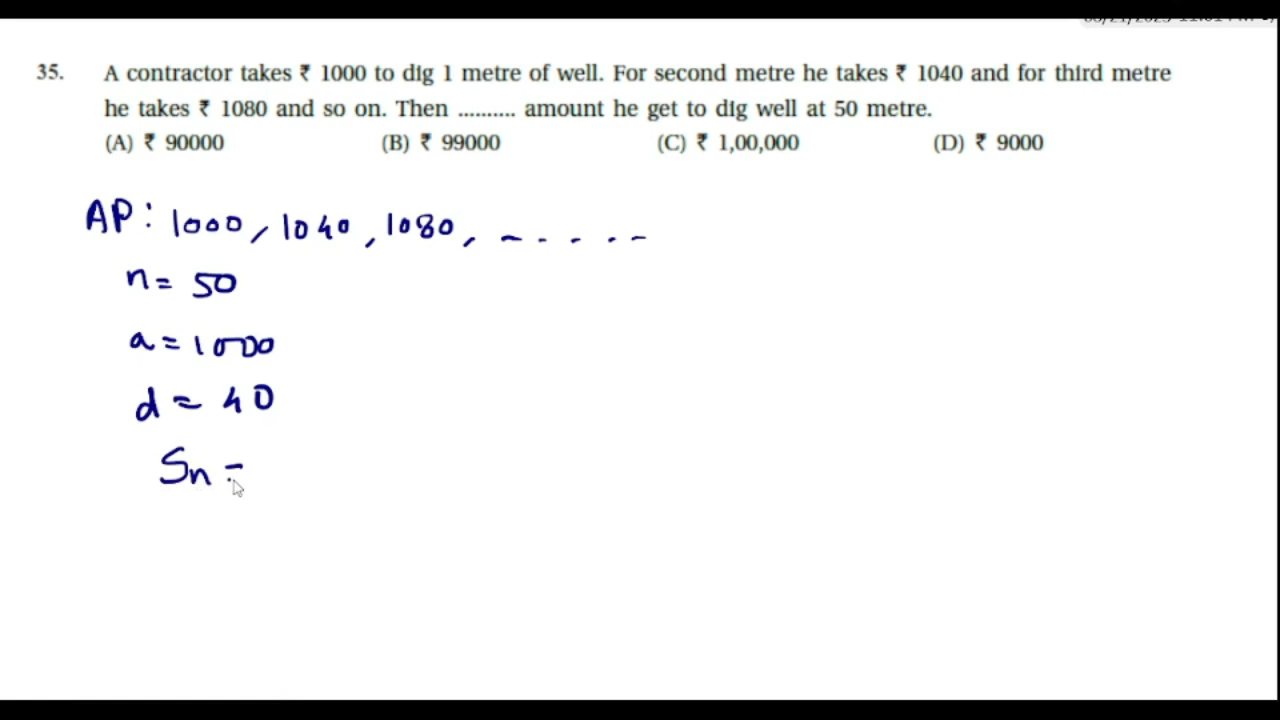 35. A contractor takes ₹ 1000 to dig 1 metre of well. For second metre he takes ₹ 1040 and for third metre
he takes ₹ 1080 and so on. Then .......... amount he get to dig well at 50 metre.
(A) ₹ 90000 (B) ₹ 99000 (C) ₹ 1,00,000 (D) ₹ 9000
AP: 1000, 1040, 1080, - - - - -
n = 50
a = 1000
d = 40
Sn =